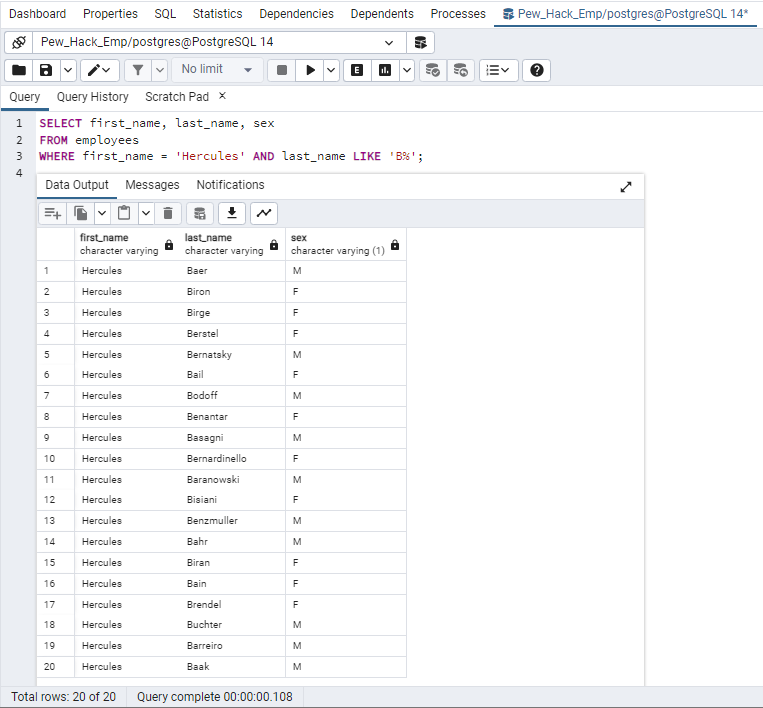 Dashboard Properties SQL Statistics Dependencies Dependents Processes Pew_Hack_Emp/postgres@PostgreSQL 14*
Pew_Hack_Emp/postgres@PostgreSQL 14
No limit E
Query Query History Scratch Pad ×
1 SELECT first_name, last_name, sex
2 FROM employees
3 WHERE first_name = 'Hercules' AND last_name LIKE 'B%';
4
Data Output Messages Notifications
first_name last_name sex
character varying character varying character varying (1)
1 Hercules Baer M
2 Hercules Biron F
3 Hercules Birge F
4 Hercules Berstel F
5 Hercules Bernatsky M
6 Hercules Bail F
7 Hercules Bodoff M
8 Hercules Benantar F
9 Hercules Basagni M
10 Hercules Bernardinello F
11 Hercules Baranowski M
12 Hercules Bisiani F
13 Hercules Benzmuller M
14 Hercules Bahr M
15 Hercules Biran F
16 Hercules Bain F
17 Hercules Brendel F
18 Hercules Buchter M
19 Hercules Barreiro M
20 Hercules Baak M
Total rows: 20 of 20 Query complete 00:00:00.108